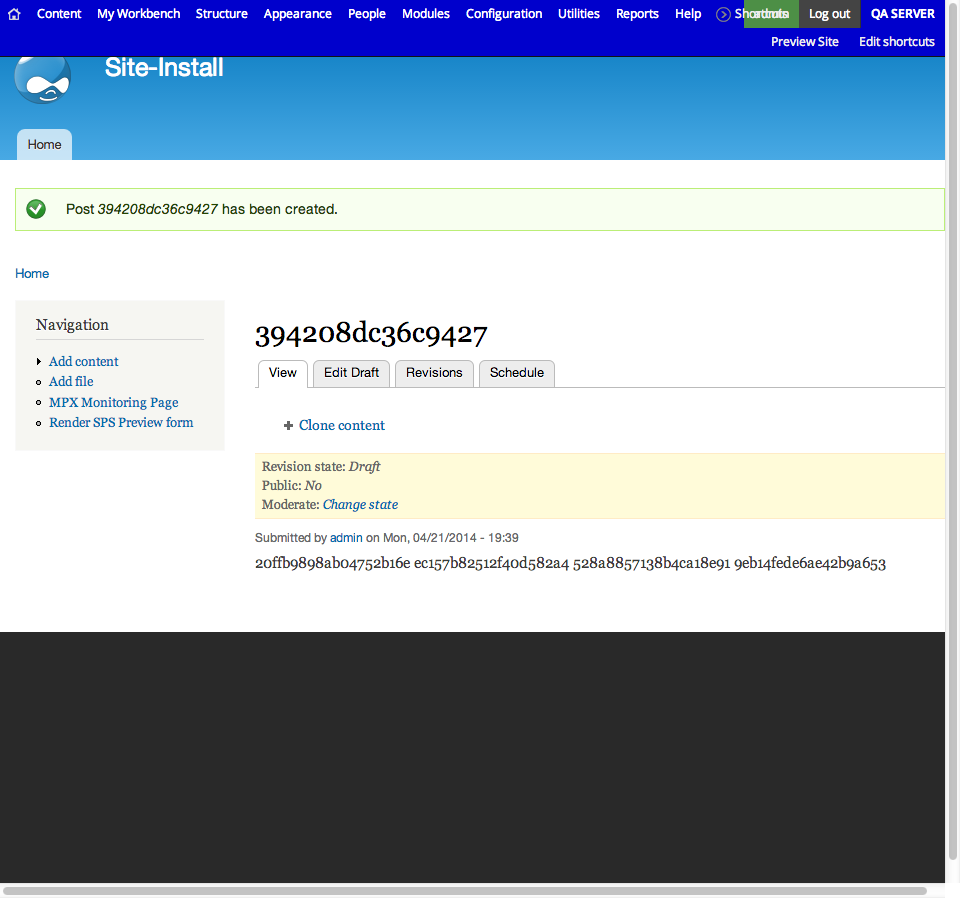 Content My Workbench Structure Appearance People Modules Configuration Utilities Reports Help Shortcuts Log out QA SERVER
Preview Site Edit shortcuts
Site-Install
Home
Post 394208dc36c9427 has been created.
Home
Navigation
Add content
Add file
MPX Monitoring Page
Render SPS Preview form
394208dc36c9427
View Edit Draft Revisions Schedule
Clone content
Revision state: Draft
Public: No
Moderate: Change state
Submitted by admin on Mon, 04/21/2014 - 19:39
20ffb9898ab04752b16e ec157b82512f40d582a4 528a8857138b4ca18e91 9eb14fede6ae42b9a653